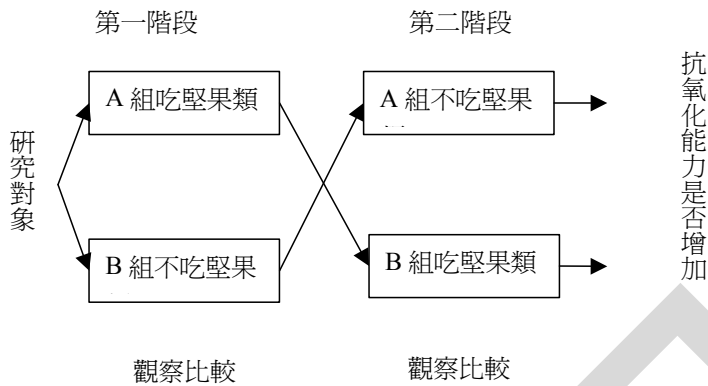 第一階段
第二階段
A 組吃堅果類
A 組不吃堅果
研究對象
抗氧化能力是否增加
B 組不吃堅果
B 組吃堅果類
觀察比較
觀察比較